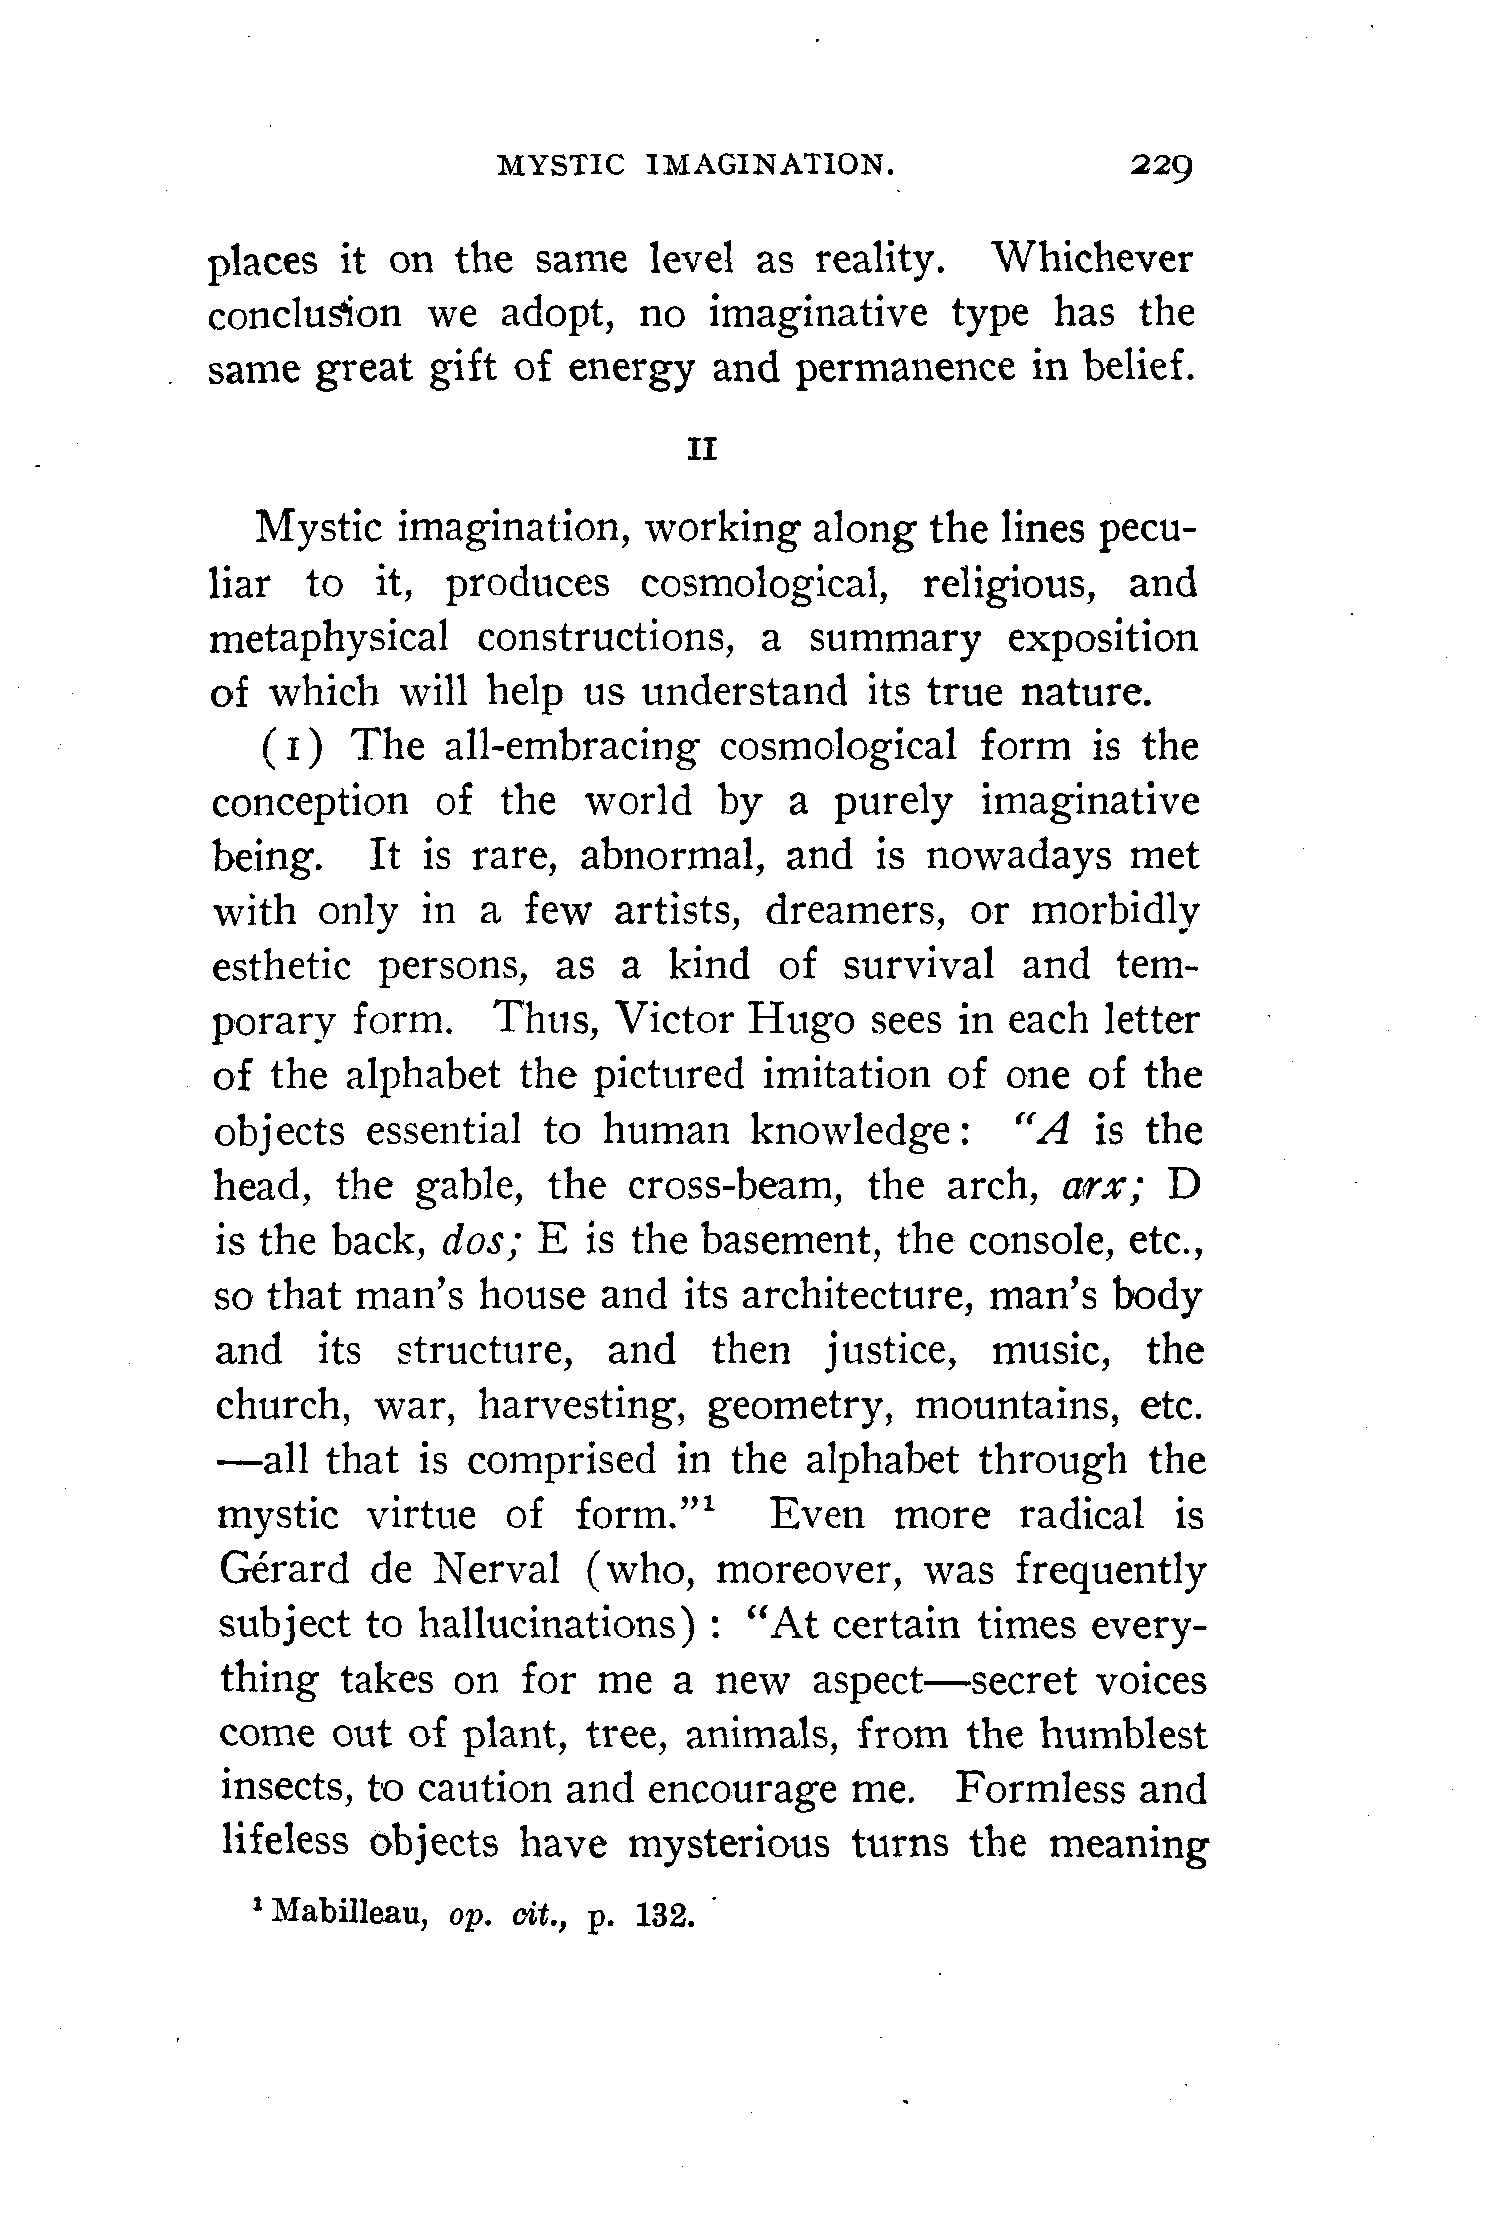 MYSTIC IMAGINATION. 229
places it on the same level as reality. Whichever
conclusion we adopt, no imaginative type has the
same great gift of energy and permanence in belief.
II
Mystic imagination, working along the lines pecu-
liar to it, produces cosmological, religious, and
metaphysical constructions, a summary exposition
of which will help us understand its true nature.
(1) The all-embracing cosmological form is the
conception of the world by a purely imaginative
being. It is rare, abnormal, and is nowadays met
with only in a few artists, dreamers, or morbidly
esthetic persons, as a kind of survival and tem-
porary form. Thus, Victor Hugo sees in each letter
of the alphabet the pictured imitation of one of the
objects essential to human knowledge: "A is the
head, the gable, the cross-beam, the arch, arx; D
is the back, dos; E is the basement, the console, etc.,
so that man's house and its architecture, man's body
and its structure, and then justice, music, the
church, war, harvesting, geometry, mountains, etc.
—all that is comprised in the alphabet through the
mystic virtue of form."¹ Even more radical is
Gérard de Nerval (who, moreover, was frequently
subject to hallucinations): "At certain times every-
thing takes on for me a new aspect—secret voices
come out of plant, tree, animals, from the humblest
insects, to caution and encourage me. Formless and
lifeless objects have mysterious turns the meaning
¹ Mabilleau, op. cit., p. 132.